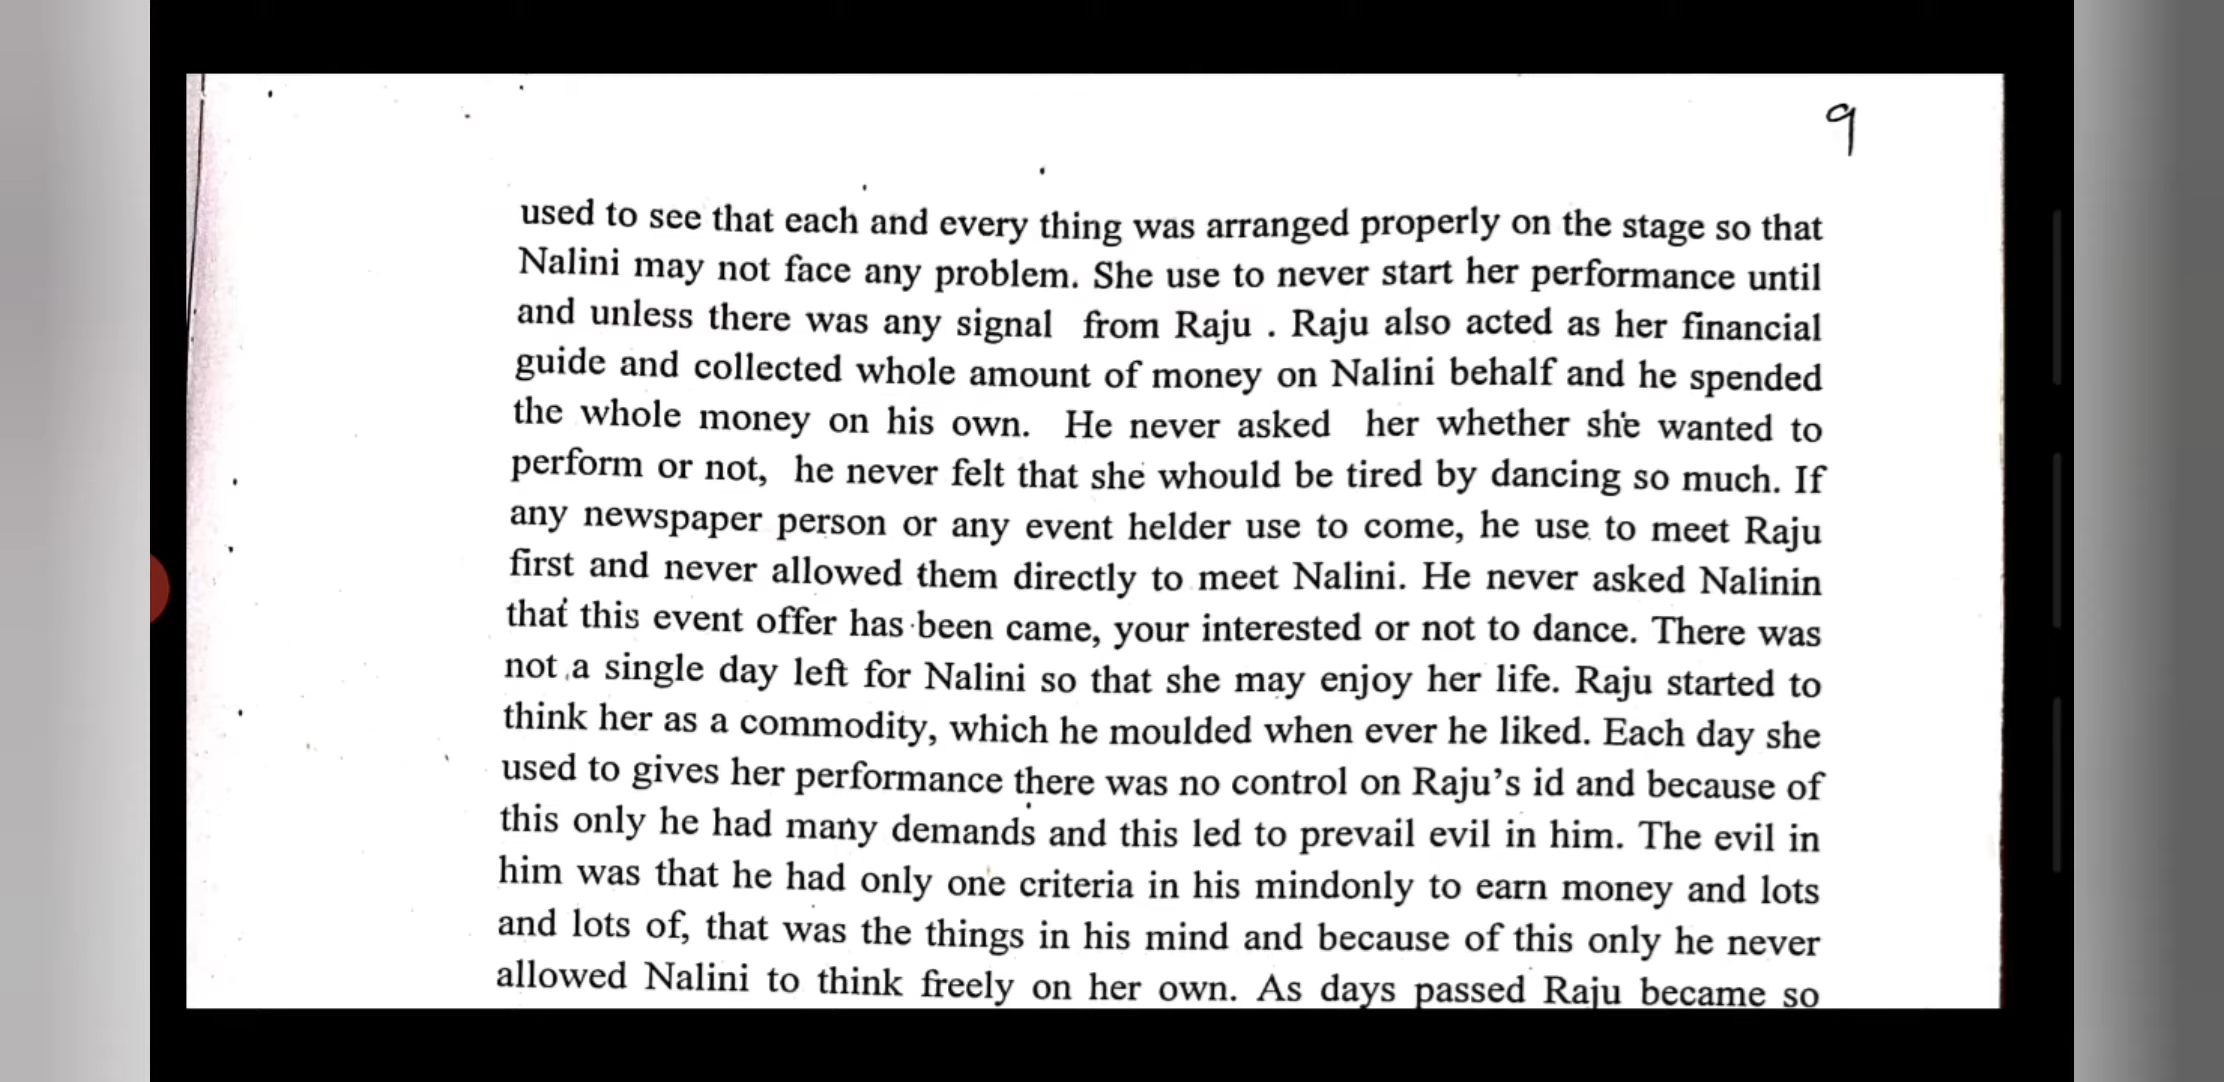 9
used to see that each and every thing was arranged properly on the stage so that
Nalini may not face any problem. She use to never start her performance until
and unless there was any signal from Raju . Raju also acted as her financial
guide and collected whole amount of money on Nalini behalf and he spended
the whole money on his own. He never asked her whether she wanted to
perform or not, he never felt that she whould be tired by dancing so much. If
any newspaper person or any event helder use to come, he use to meet Raju
first and never allowed them directly to meet Nalini. He never asked Nalinin
that this event offer has been came, your interested or not to dance. There was
not a single day left for Nalini so that she may enjoy her life. Raju started to
think her as a commodity, which he moulded when ever he liked. Each day she
used to gives her performance there was no control on Raju's id and because of
this only he had many demands and this led to prevail evil in him. The evil in
him was that he had only one criteria in his mindonly to earn money and lots
and lots of, that was the things in his mind and because of this only he never
allowed Nalini to think freely on her own. As days passed Raju became so